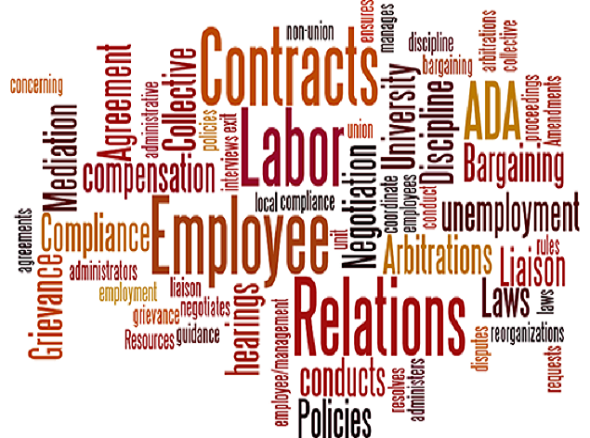 ensures
manages
non-union
Contracts
discipline
bargaining
arbitrations
collective
concerning
Agreement
administrative
Collective
policies
interviews exit
Labor
union
University
Discipline
ADA
proceedings
Amendments
Mediation
compensation
Bargaining
local compliance
Negotiation
coordinate
employees
conduct
unemployment
agreements
Compliance
Employee
unit
Arbitrations
Liaison
rules
Grievance
administrators
employment
liaison
grievance
negotiates
Resources
guidance
hearings
employee/management
Relations
Laws
laws
reorganizations
disputes
requests
conducts
resolves
administers
Policies